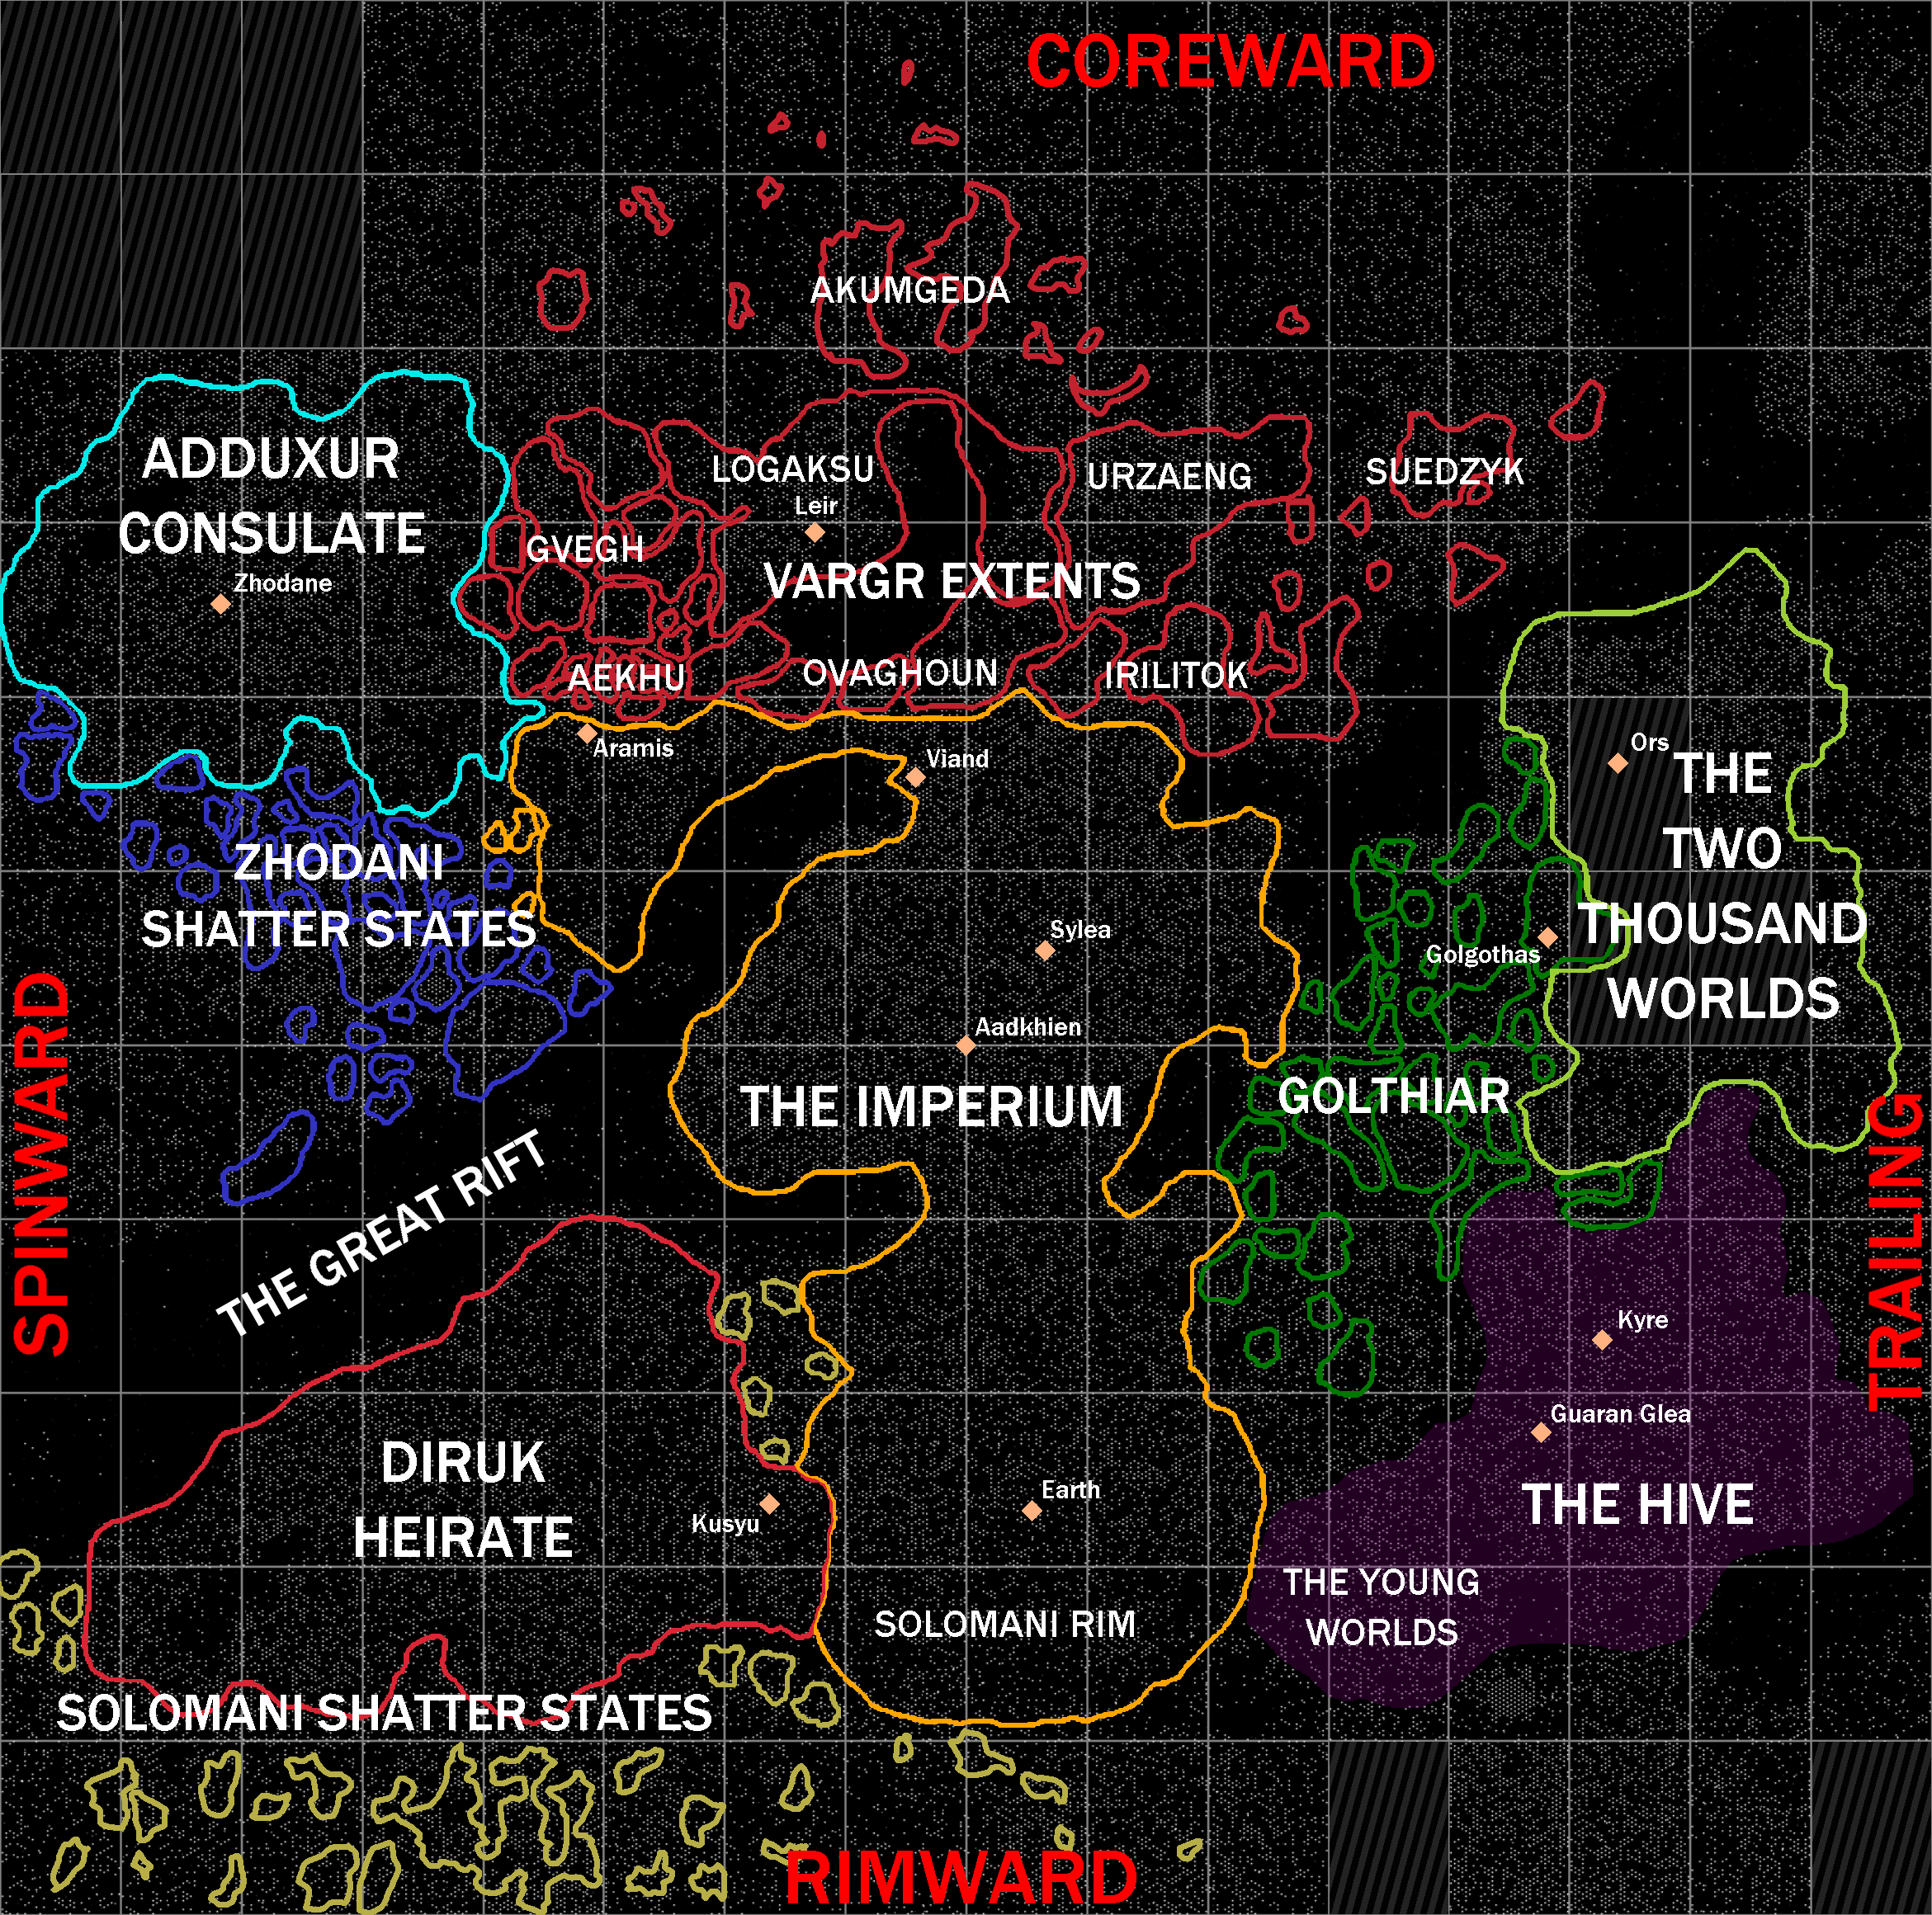 COREWARD
AKUMGEDA
ADDUXUR
CONSULATE
Zhodane
LOGAKSU
Leir
URZAENG
SUEDZYK
GVEGH
VARGR EXTENTS
AEKHU
OVAGHOUN
IRILITOK
Aramis
Viand
Ors
THE
TWO
THOUSAND
WORLDS
ZHODANI
SHATTER STATES
Sylea
Golgothas
Aadkhien
THE IMPERIUM
GOLTHIAR
SPINWARD
TRAILING
THE GREAT RIFT
Kyre
Guaran Glea
DIRUK
HEIRATE
Kusyu
Earth
THE HIVE
THE YOUNG
WORLDS
SOLOMANI RIM
SOLOMANI SHATTER STATES
RIMWARD